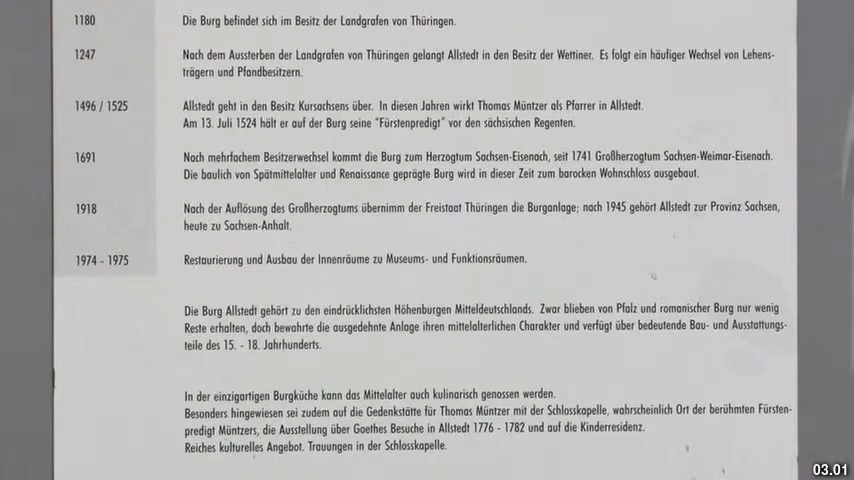 1180 Die Burg befindet sich im Besitz der Landgrafen von Thüringen.
1247 Nach dem Aussterben der Landgrafen von Thüringen gelangt Allstedt in den Besitz der Wettiner. Es folgt ein häufiger Wechsel von Lehens-
trägern und Pfandbesitzern.
1496 / 1525 Allstedt geht in den Besitz Kursachsens über. In diesen Jahren wirkt Thomas Müntzer als Pfarrer in Allstedt.
Am 13. Juli 1524 hält er auf der Burg seine "Fürstenpredigt" vor den sächsischen Regenten.
1691 Nach mehrfachem Besitzerwechsel kommt die Burg zum Herzogtum Sachsen-Eisenach, seit 1741 Großherzogtum Sachsen-Weimar-Eisenach.
Die baulich von Spätmittelalter und Renaissance geprägte Burg wird in dieser Zeit zum barocken Wohnschloss ausgebaut.
1918 Nach der Auflösung des Großherzogtums übernimm der Freistaat Thüringen die Burganlage; nach 1945 gehört Allstedt zur Provinz Sachsen,
heute zu Sachsen-Anhalt.
1974 - 1975 Restaurierung und Ausbau der Innenräume zu Museums- und Funktionsräumen.
Die Burg Allstedt gehört zu den eindrücklichsten Höhenburgen Mitteldeutschlands. Zwar blieben von Pfalz und romanischer Burg nur wenig
Reste erhalten, doch bewahrte die ausgedehnte Anlage ihren mittelalterlichen Charakter und verfügt über bedeutende Bau- und Ausstattungs-
teile des 15. - 18. Jahrhunderts.
In der einzigartigen Burgküche kann das Mittelalter auch kulinarisch genossen werden.
Besonders hingewiesen sei zudem auf die Gedenkstätte für Thomas Müntzer mit der Schlosskapelle, wahrscheinlich Ort der berühmten Fürsten-
predigt Müntzers, die Ausstellung über Goethes Besuche in Allstedt 1776 - 1782 und auf die Kinderresidenz.
Reiches kulturelles Angebot. Trauungen in der Schlosskapelle.
03.01